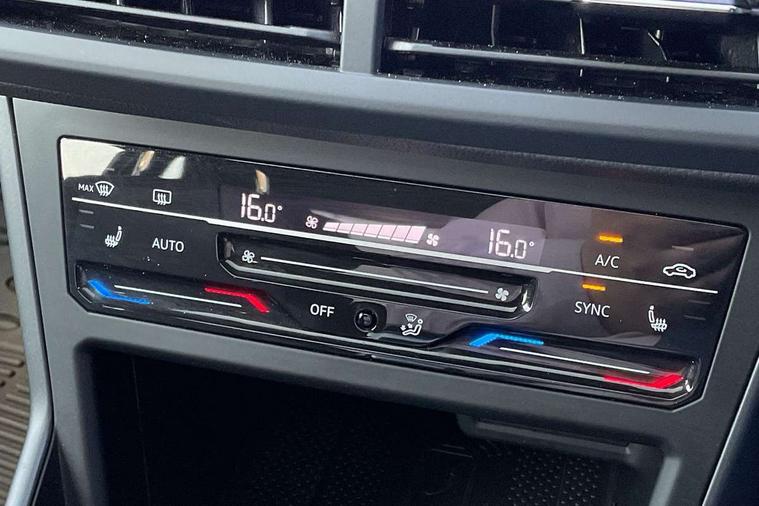 MAX
16.0°
16.0°
AUTO
A/C
OFF
SYNC